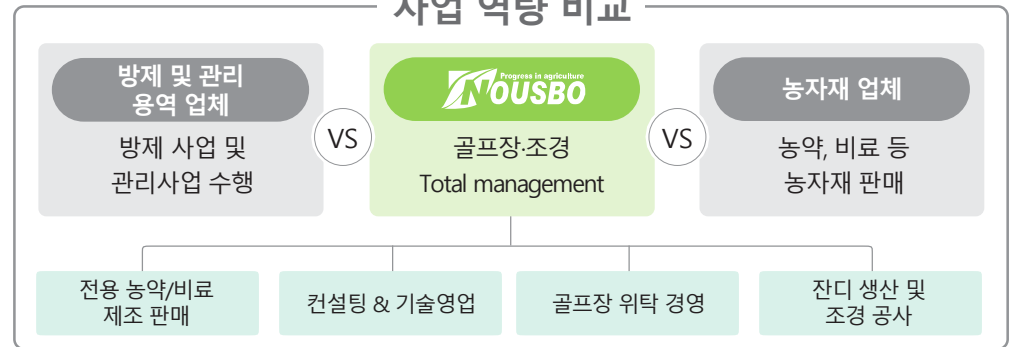 사업 역량 비교
방제 및 관리
용역 업체
방제 사업 및
관리사업 수행
VS
Progress in agriculture
NOUSBO
골프장·조경
Total management
VS
농자재 업체
농약, 비료 등
농자재 판매
전용 농약/비료
제조 판매
컨설팅 & 기술영업
골프장 위탁 경영
잔디 생산 및
조경 공사